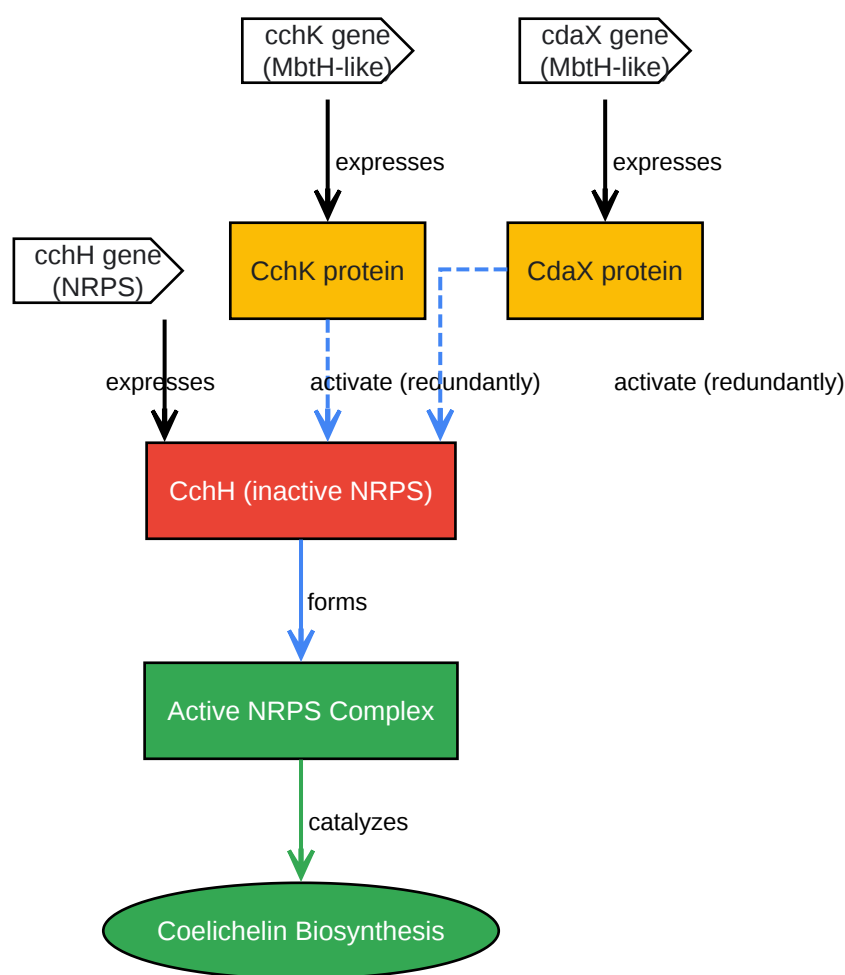 cchK gene
(MbtH-like)
cdaX gene
(MbtH-like)
expresses
expresses
cchH gene
(NRPS)
CchK protein
CdaX protein
expresses
activate (redundantly)
activate (redundantly)
CchH (inactive NRPS)
forms
Active NRPS Complex
catalyzes
Coelichelin Biosynthesis